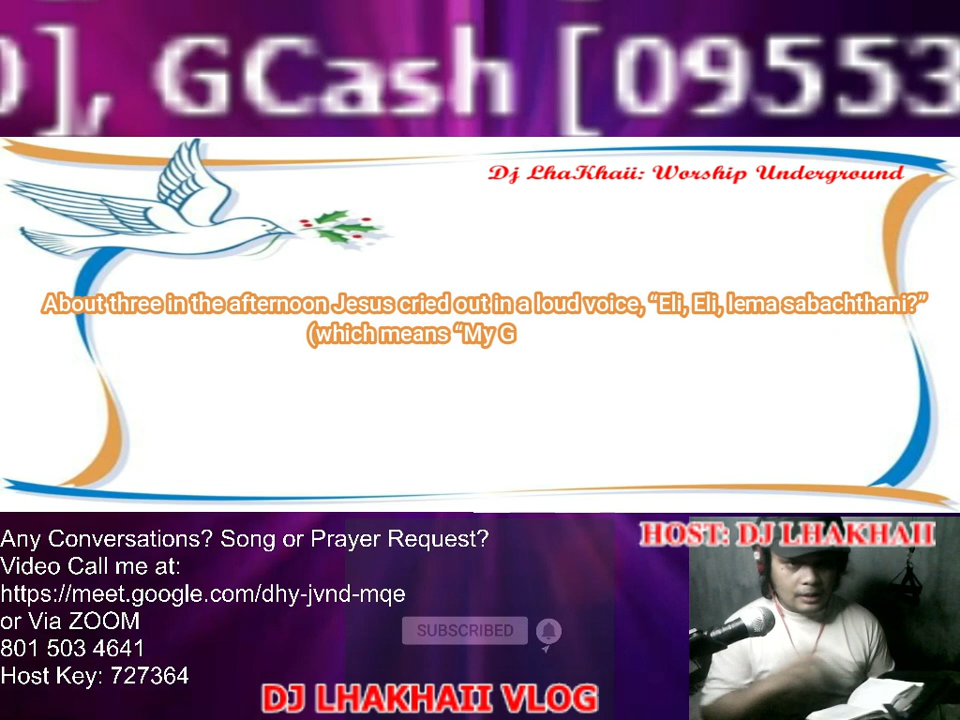 ], GCash [09553
Dj LhaKhaii: Worship Underground
About three in the afternoon Jesus cried out in a loud voice, “Eli, Eli, lema sabachthani?”
(which means “My G
Any Conversations? Song or Prayer Request?
Video Call me at:
https://meet.google.com/dhy-jvnd-mqe
or Via ZOOM
801 503 4641
Host Key: 727364
HOST: DJ LHAKHAII
SUBSCRIBED
DJ LHAKHAII VLOG